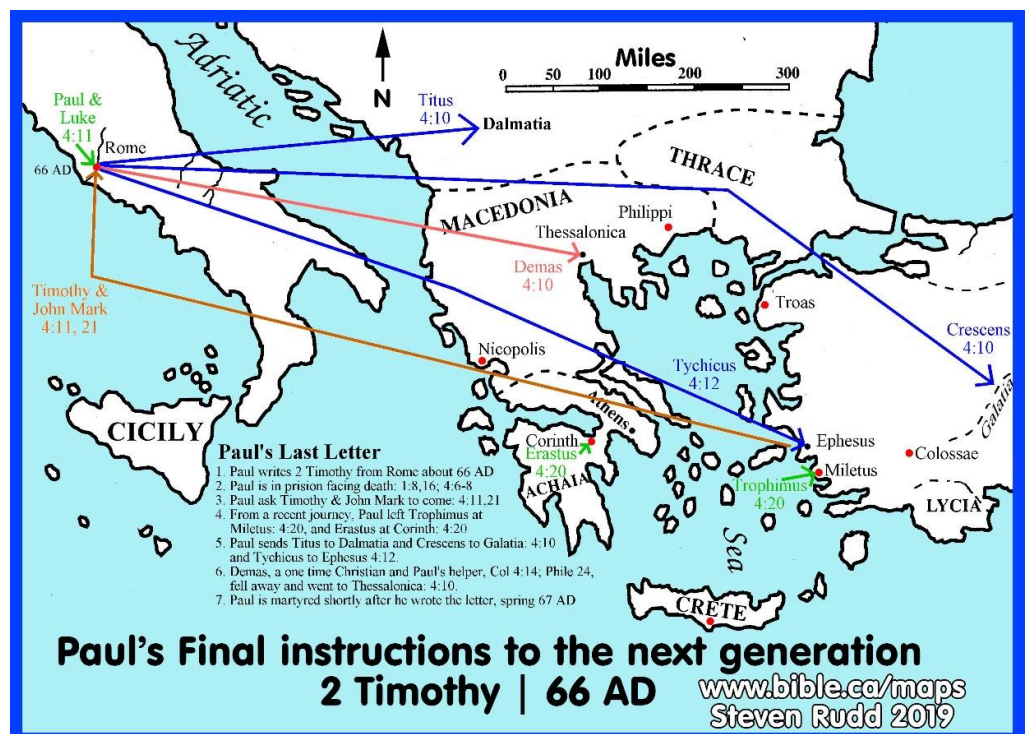 Adriatic
Miles
0 50 100 200 300
N
Paul &
Luke
4:11
Rome
66 AD
Titus
4:10
Dalmatia
THRACE
MACEDONIA
Philippi
Thessalonica
Demas
4:10
Timothy &
John Mark
4:11, 21
Troas
Crescens
4:10
Nicopolis
Tychicus
4:12
Galatia
Athens
CICILY
Corinth
Erastus
4:20
ACHAIA
Ephesus
Colossae
Miletus
Trophimus
4:20
LYCIA
Sea
CRETE
Paul's Last Letter
1. Paul writes 2 Timothy from Rome about 66 AD
2. Paul is in prision facing death: 1:8,16; 4:6-8
3. Paul ask Timothy & John Mark to come: 4:11,21
4. From a recent journey, Paul left Trophimus at
Miletus: 4:20, and Erastus at Corinth: 4:20
5. Paul sends Titus to Dalmatia and Crescens to Galatia: 4:10
and Tychicus to Ephesus 4:12.
6. Demas, a one time Christian and Paul's helper, Col 4:14; Phile 24,
fell away and went to Thessalonica: 4:10.
7. Paul is martyred shortly after he wrote the letter, spring 67 AD
Paul's Final instructions to the next generation
2 Timothy | 66 AD
www.bible.ca/maps
Steven Rudd 2019